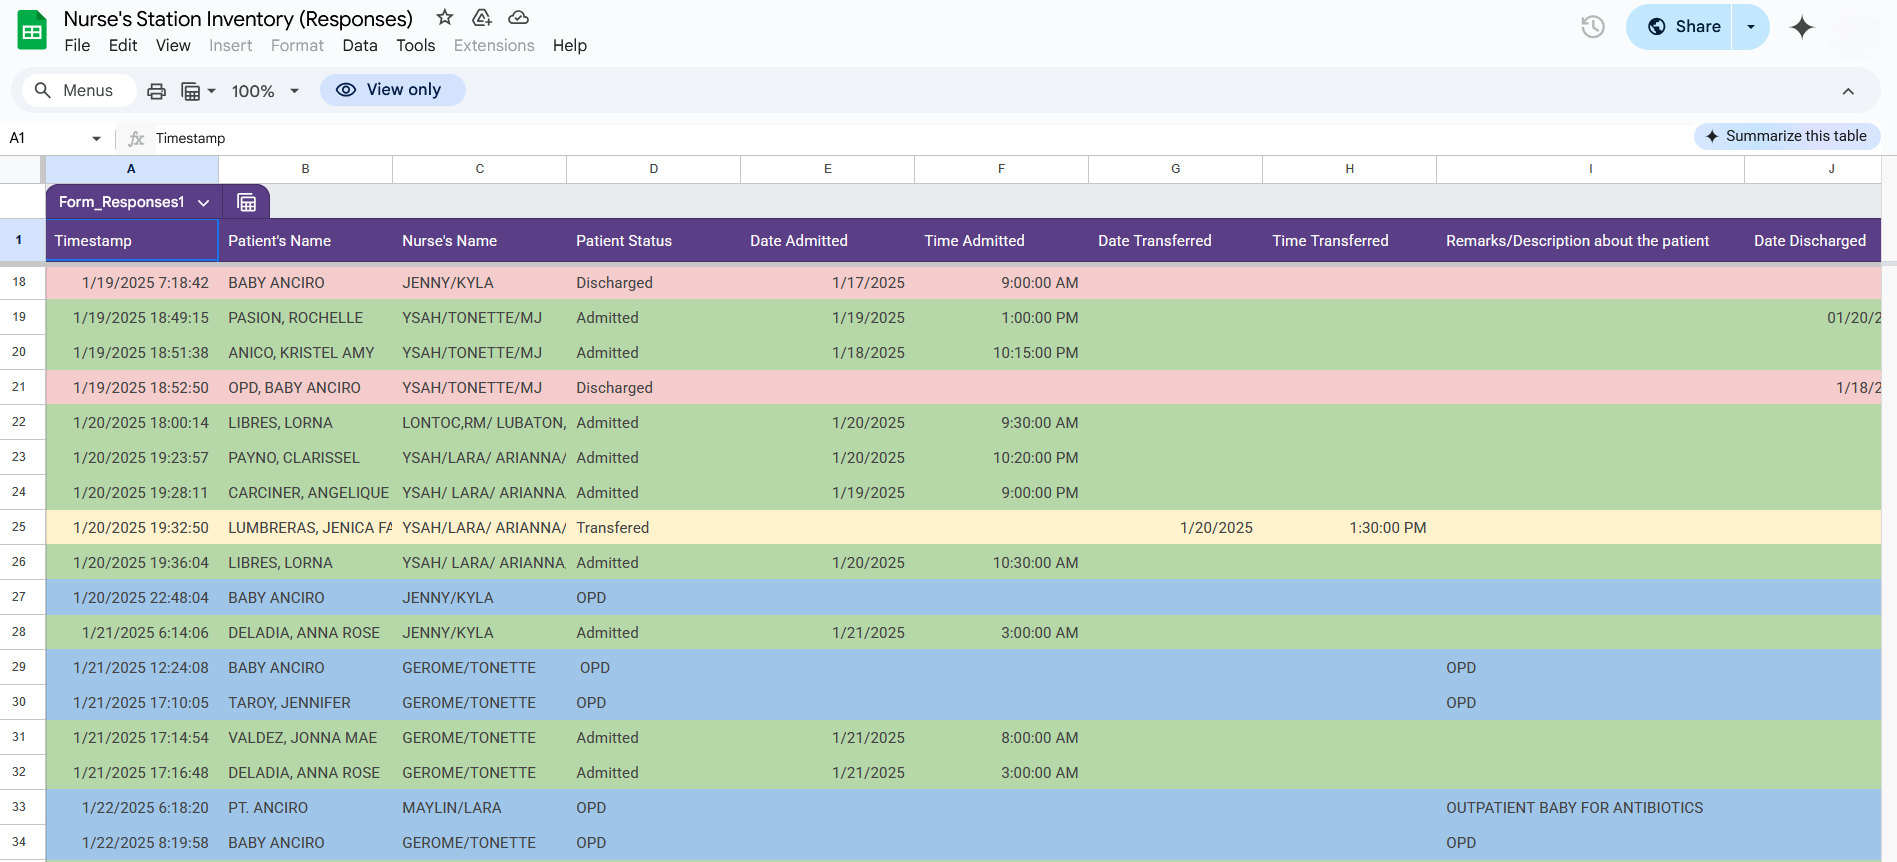 Nurse's Station Inventory (Responses)
File Edit View Insert Format Data Tools Extensions Help
Share
Menus 100% View only
A1 fx Timestamp Summarize this table
A B C D E F G H I J
Form_Responses1
1 Timestamp Patient's Name Nurse's Name Patient Status Date Admitted Time Admitted Date Transferred Time Transferred Remarks/Description about the patient Date Discharged
18 1/19/2025 7:18:42 BABY ANCIRO JENNY/KYLA Discharged 1/17/2025 9:00:00 AM
19 1/19/2025 18:49:15 PASION, ROCHELLE YSAH/TONETTE/MJ Admitted 1/19/2025 1:00:00 PM 01/20/2
20 1/19/2025 18:51:38 ANICO, KRISTEL AMY YSAH/TONETTE/MJ Admitted 1/18/2025 10:15:00 PM
21 1/19/2025 18:52:50 OPD, BABY ANCIRO YSAH/TONETTE/MJ Discharged 1/18/2
22 1/20/2025 18:00:14 LIBRES, LORNA LONTOC,RM/ LUBATON, Admitted 1/20/2025 9:30:00 AM
23 1/20/2025 19:23:57 PAYNO, CLARISSEL YSAH/LARA/ ARIANNA/ Admitted 1/20/2025 10:20:00 PM
24 1/20/2025 19:28:11 CARCINER, ANGELIQUE YSAH/ LARA/ ARIANNA Admitted 1/19/2025 9:00:00 PM
25 1/20/2025 19:32:50 LUMBRERAS, JENICA FA YSAH/LARA/ ARIANNA/ Transfered 1/20/2025 1:30:00 PM
26 1/20/2025 19:36:04 LIBRES, LORNA YSAH/ LARA/ ARIANNA Admitted 1/20/2025 10:30:00 AM
27 1/20/2025 22:48:04 BABY ANCIRO JENNY/KYLA OPD
28 1/21/2025 6:14:06 DELADIA, ANNA ROSE JENNY/KYLA Admitted 1/21/2025 3:00:00 AM
29 1/21/2025 12:24:08 BABY ANCIRO GEROME/TONETTE OPD OPD
30 1/21/2025 17:10:05 TAROY, JENNIFER GEROME/TONETTE OPD OPD
31 1/21/2025 17:14:54 VALDEZ, JONNA MAE GEROME/TONETTE Admitted 1/21/2025 8:00:00 AM
32 1/21/2025 17:16:48 DELADIA, ANNA ROSE GEROME/TONETTE Admitted 1/21/2025 3:00:00 AM
33 1/22/2025 6:18:20 PT. ANCIRO MAYLIN/LARA OPD OUTPATIENT BABY FOR ANTIBIOTICS
34 1/22/2025 8:19:58 BABY ANCIRO GEROME/TONETTE OPD OPD